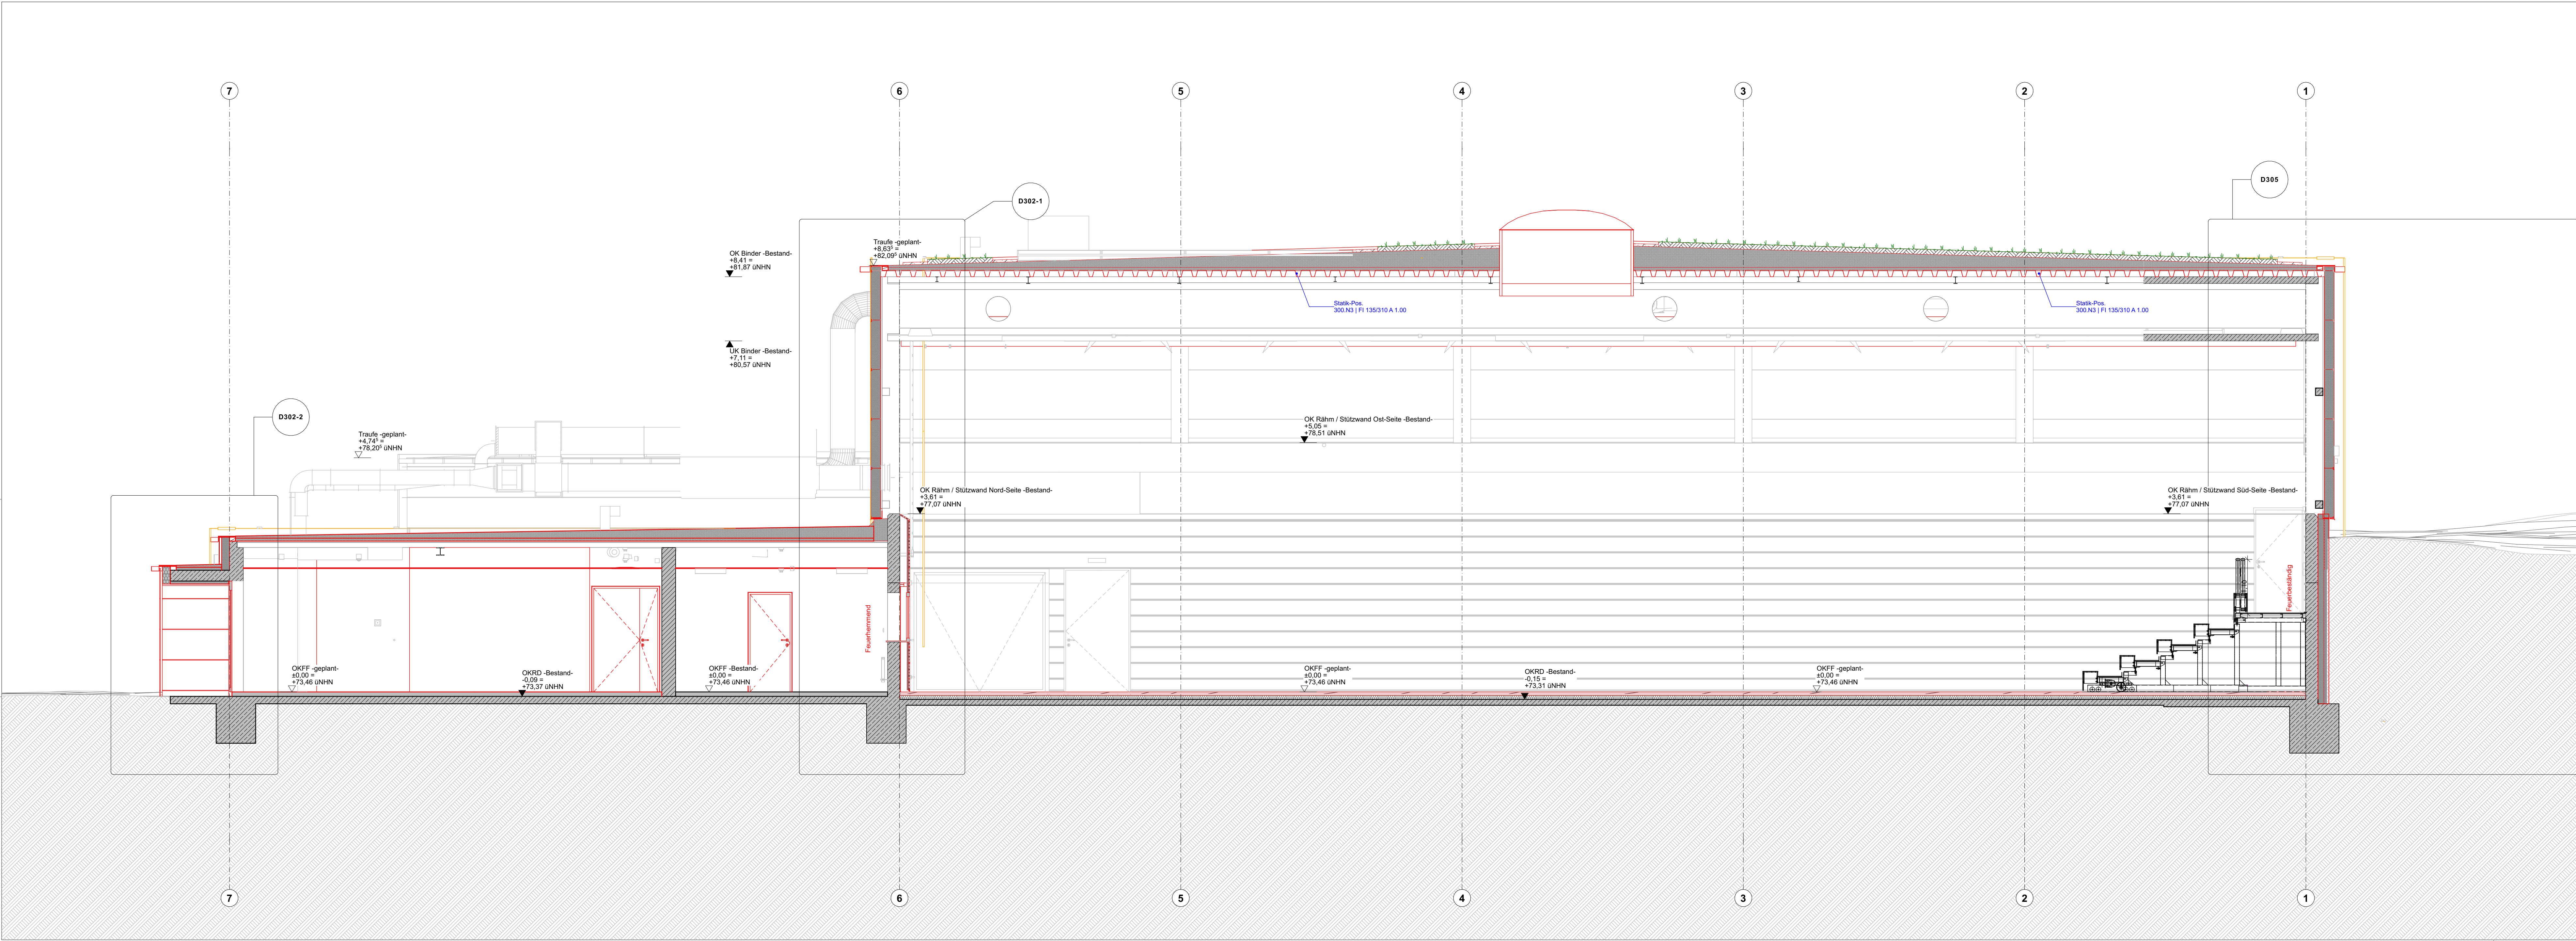 7
6
5
4
3
2
1
D305
D302-1
Traufe -geplant-
+8,63⁵ =
+82,09⁵ üNHN
OK Binder -Bestand-
+8,41 =
+81,87 üNHN
Statik-Pos.
300.N3 | FI 135/310 A 1.00
Statik-Pos.
300.N3 | FI 135/310 A 1.00
UK Binder -Bestand-
+7,11 =
+80,57 üNHN
D302-2
Traufe -geplant-
+4,74⁵ =
+78,20⁵ üNHN
OK Rähm / Stützwand Ost-Seite -Bestand-
+5,05 =
+78,51 üNHN
OK Rähm / Stützwand Nord-Seite -Bestand-
+3,61 =
+77,07 üNHN
OK Rähm / Stützwand Süd-Seite -Bestand-
+3,61 =
+77,07 üNHN
Feuerhemmend
Feuerbeständig
OKFF -geplant-
±0,00 =
+73,46 üNHN
OKRD -Bestand-
-0,09 =
+73,37 üNHN
OKFF -Bestand-
±0,00 =
+73,46 üNHN
OKFF -geplant-
±0,00 =
+73,46 üNHN
OKRD -Bestand-
-0,15 =
+73,31 üNHN
OKFF -geplant-
±0,00 =
+73,46 üNHN
7
6
5
4
3
2
1